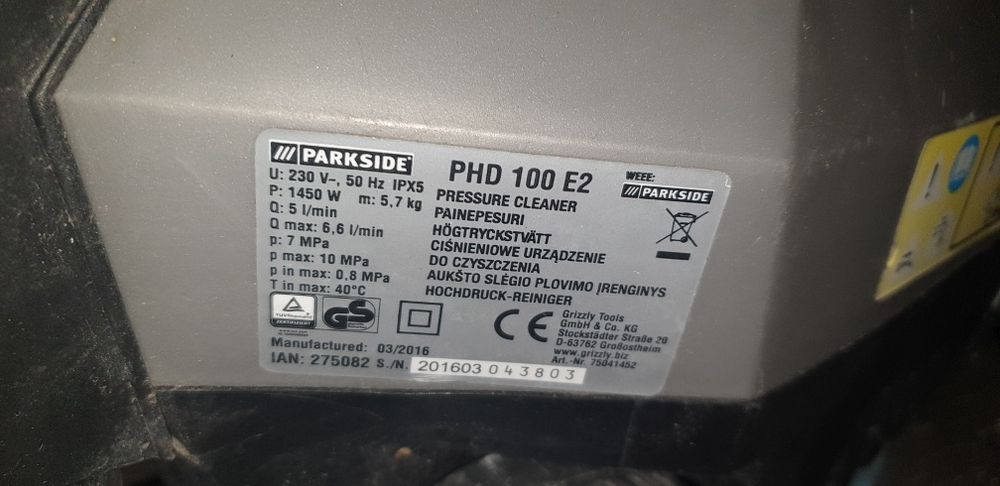 /// PARKSIDE®
U: 230 V~, 50 Hz IPX5
P: 1450 W m: 5,7 kg
Q: 5 l/min
Q max: 6,6 l/min
p: 7 MPa
p max: 10 MPa
p in max: 0,8 MPa
T in max: 40°C
GS
Manufactured: 03/2016
IAN: 275082 S./N. 201603 043803
PHD 100 E2
PRESSURE CLEANER
PAINEPESURI
HÖGTRYCKSTVÄTT
CIŚNIENIOWE URZĄDZENIE
DO CZYSZCZENIA
AUKŠTO SLĖGIO PLOVIMO ĮRENGINYS
HOCHDRUCK-REINIGER
WEEE:
/// PARKSIDE
CE
Grizzly Tools
GmbH & Co. KG
Stockstädter Straße 20
D-63762 Großostheim
www.grizzly.biz
Art.-Nr. 75041452